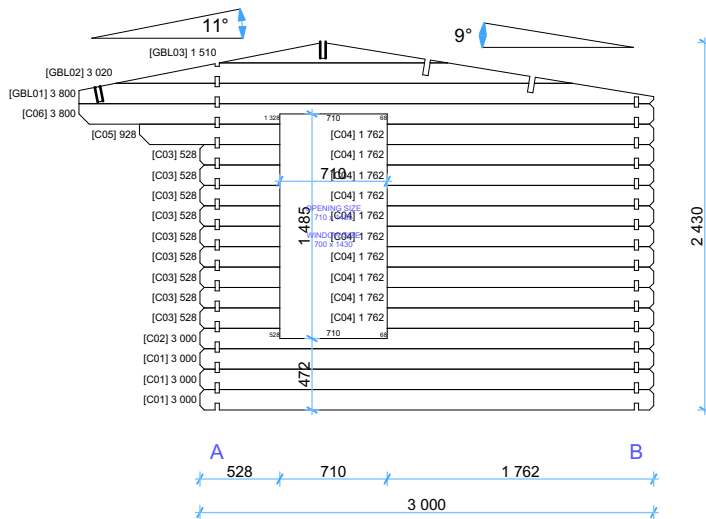 11°
9°
[GBL03] 1 510
[GBL02] 3 020
[GBL01] 3 800
[C06] 3 800
1 328
710
68
[C05] 928
[C04] 1 762
[C03] 528
[C04] 1 762
[C03] 528
710
[C04] 1 762
[C03] 528
[C04] 1 762
[C03] 528
OPENING SIZE
[C04] 1 762
1 485
[C03] 528
[C04] 1 762
700 x 1430
[C03] 528
[C04] 1 762
[C03] 528
[C04] 1 762
[C03] 528
[C04] 1 762
[C03] 528
[C04] 1 762
[C02] 3 000
528
710
68
[C01] 3 000
472
[C01] 3 000
[C01] 3 000
2 430
A
B
528
710
1 762
3 000